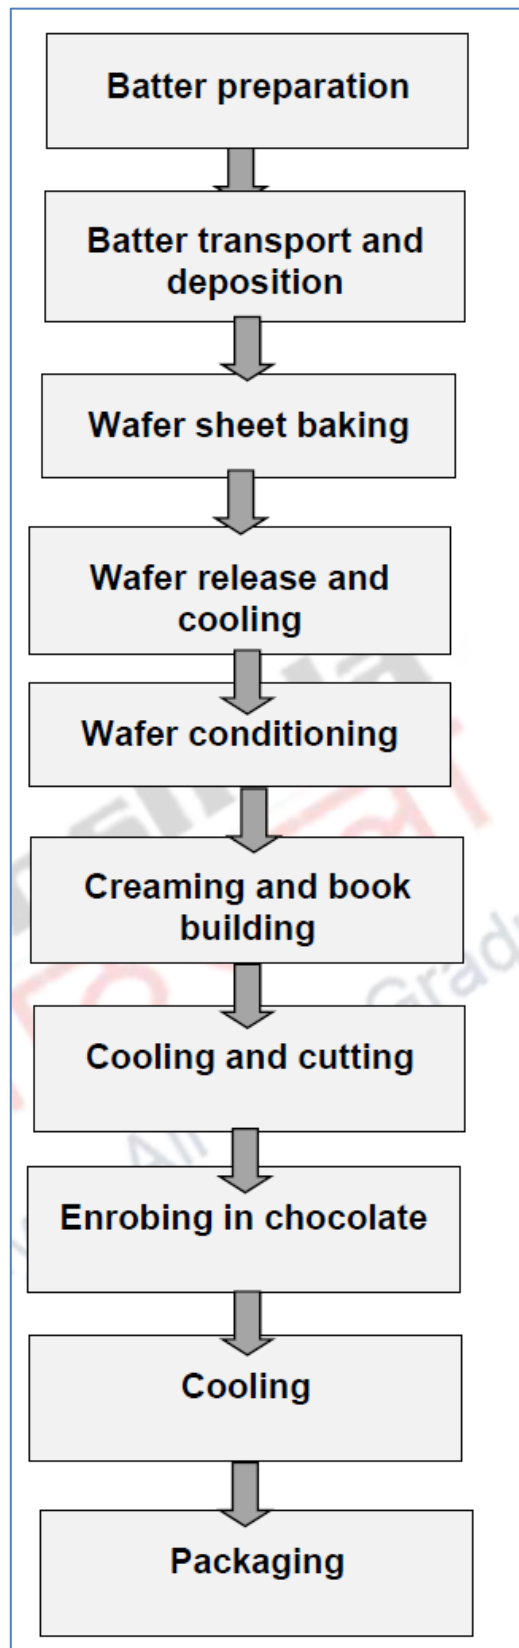 Batter preparation
Batter transport and
deposition
Wafer sheet baking
Wafer release and
cooling
Wafer conditioning
Creaming and book
building
Cooling and cutting
Enrobing in chocolate
Cooling
Packaging